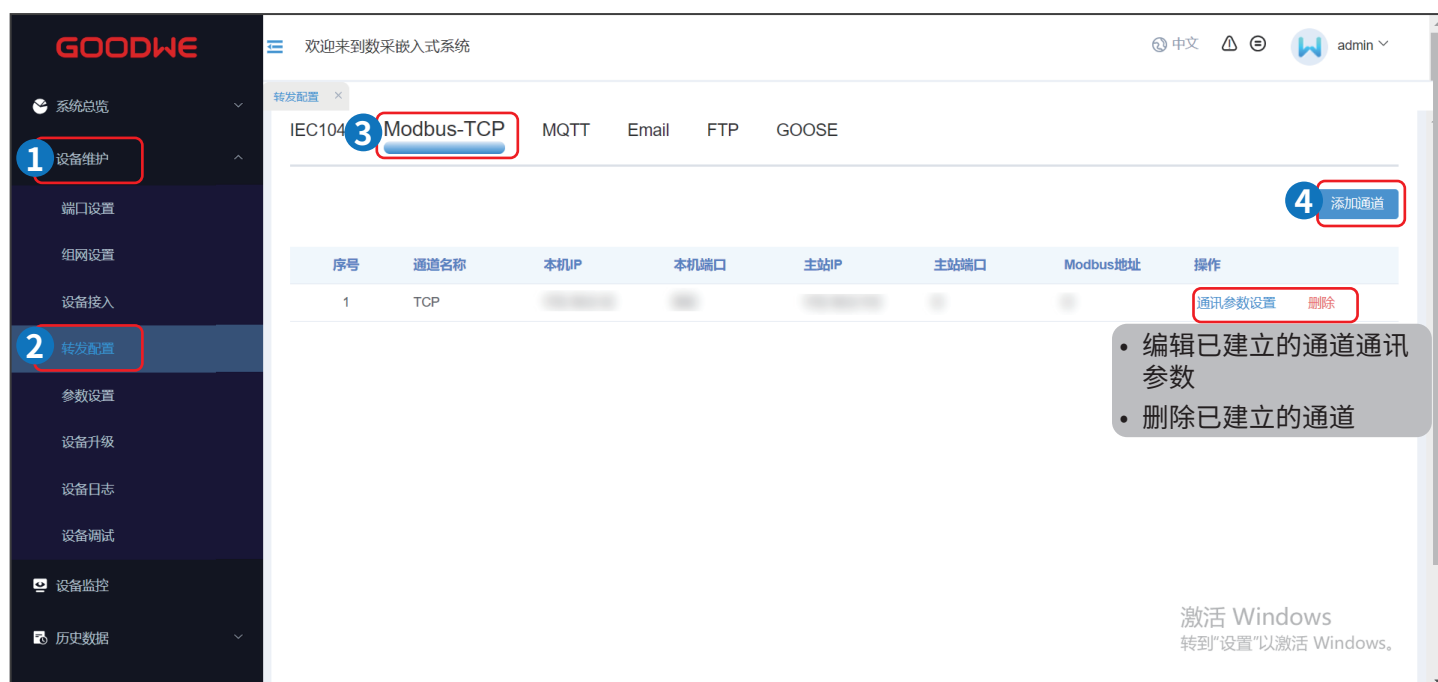 GOODWE
欢迎来到数采嵌入式系统
中文
admin
系统总览
转发配置 ×
IEC104
3
Modbus-TCP
MQTT
Email
FTP
GOOSE
1
设备维护
端口设置
4
添加通道
组网设置
序号 通道名称 本机IP 本机端口 主站IP 主站端口 Modbus地址 操作
设备接入
1 TCP 通讯参数设置 删除
2
转发配置
• 编辑已建立的通道通讯
参数
• 删除已建立的通道
参数设置
设备升级
设备日志
设备调试
设备监控
历史数据
激活 Windows
转到"设置"以激活 Windows。